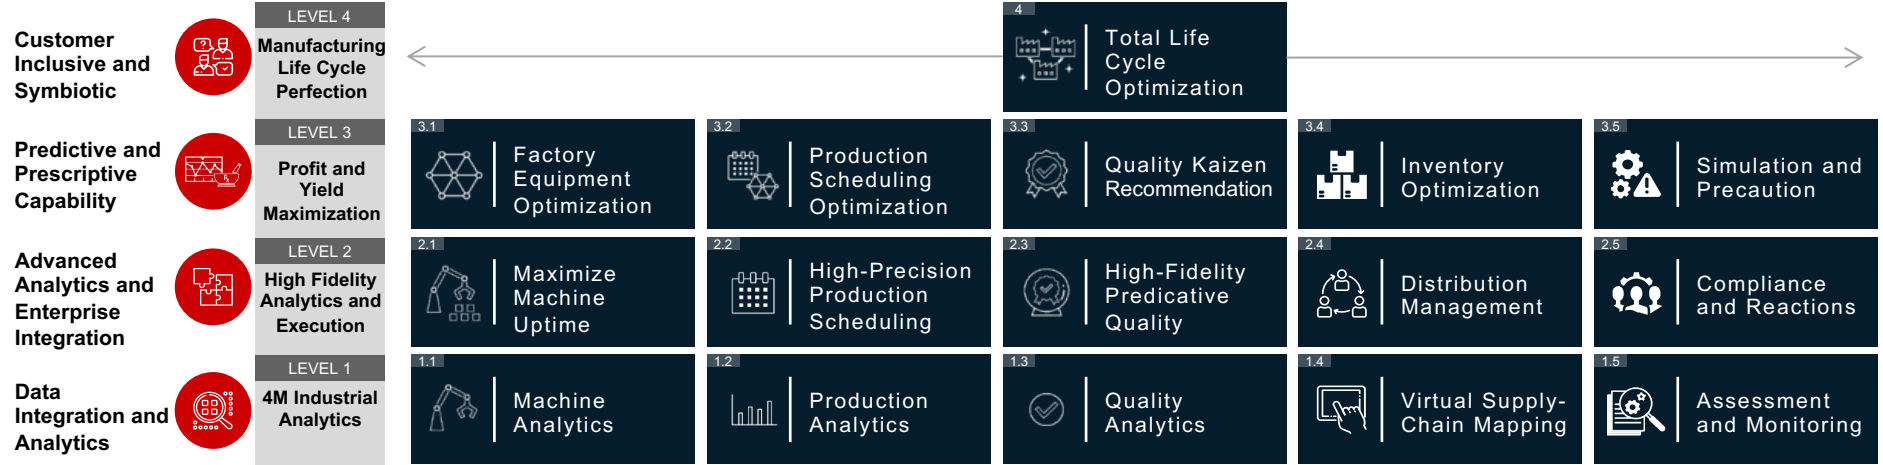 Customer
Inclusive and
Symbiotic
LEVEL 4
Manufacturing
Life Cycle
Perfection
4
Total Life
Cycle
Optimization
Predictive and
Prescriptive
Capability
LEVEL 3
Profit and
Yield
Maximization
3.1
Factory
Equipment
Optimization
3.2
Production
Scheduling
Optimization
3.3
Quality Kaizen
Recommendation
3.4
Inventory
Optimization
3.5
Simulation and
Precaution
Advanced
Analytics and
Enterprise
Integration
LEVEL 2
High Fidelity
Analytics and
Execution
2.1
Maximize
Machine
Uptime
2.2
High-Precision
Production
Scheduling
2.3
High-Fidelity
Predicative
Quality
2.4
Distribution
Management
2.5
Compliance
and Reactions
Data
Integration and
Analytics
LEVEL 1
4M Industrial
Analytics
1.1
Machine
Analytics
1.2
Production
Analytics
1.3
Quality
Analytics
1.4
Virtual Supply-
Chain Mapping
1.5
Assessment
and Monitoring